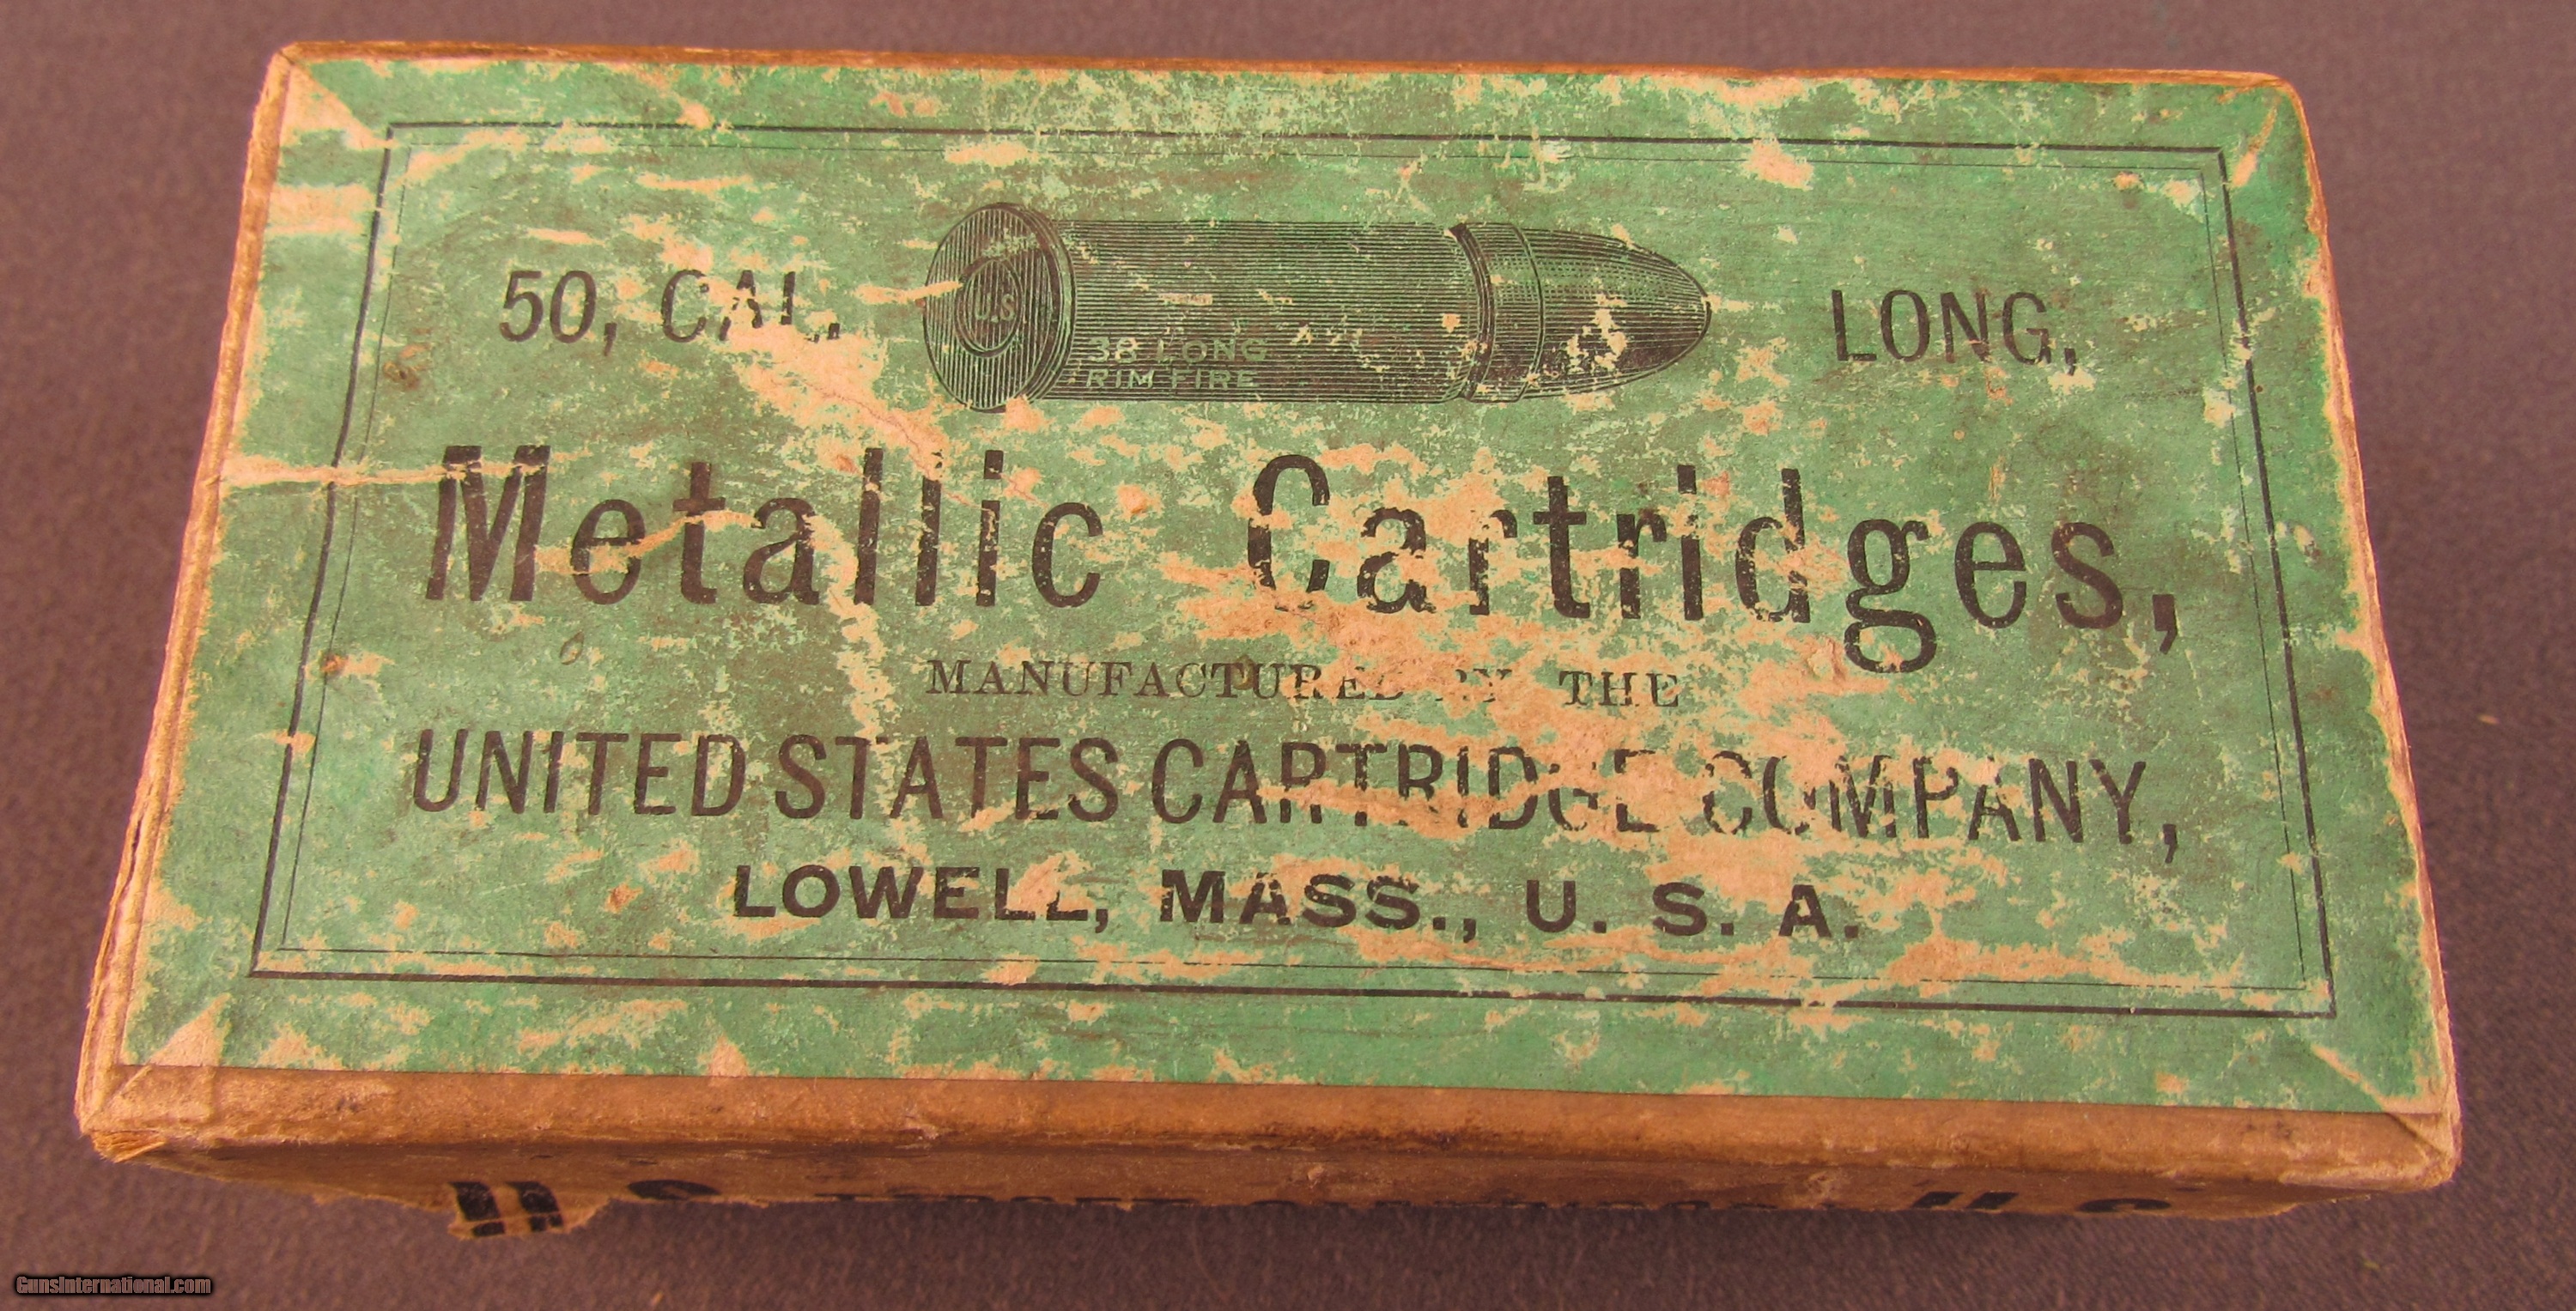 50, CAL, LONG,
U.S
38 LONG
RIM FIRE
Metallic Cartridges,
MANUFACTURED BY THE
UNITED STATES CARTRIDGE COMPANY,
LOWELL, MASS., U. S. A.
GunsInternational.com